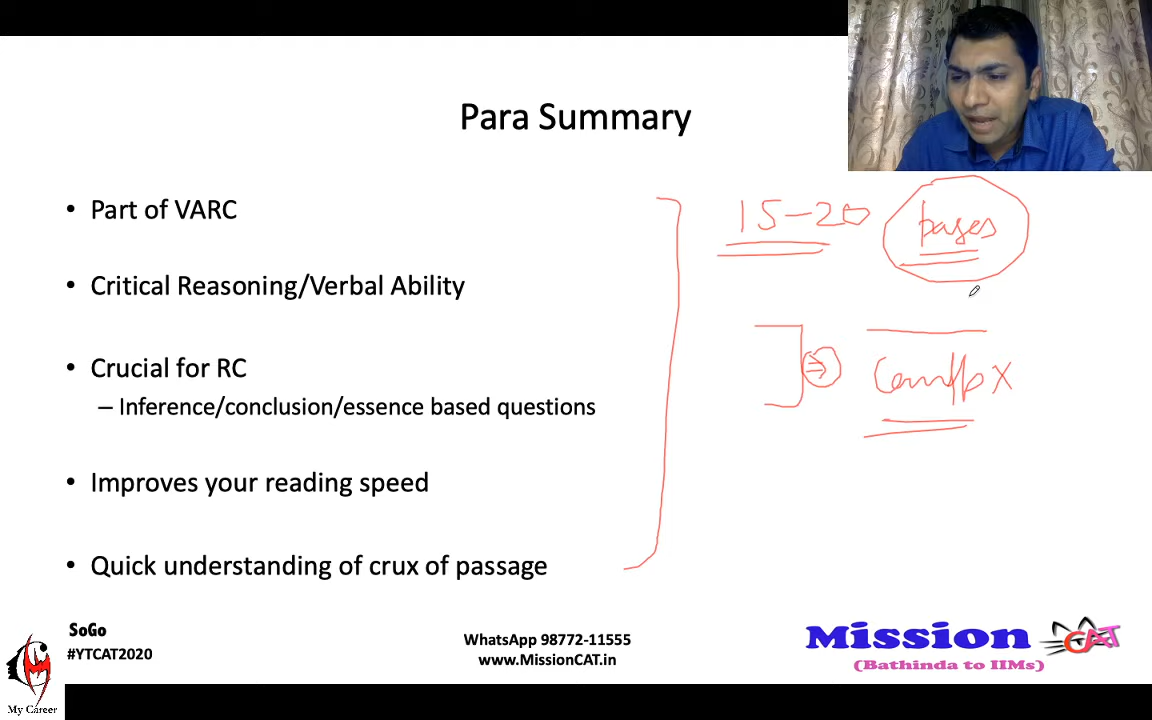 Para Summary
• Part of VARC
15-20 pages
• Critical Reasoning/Verbal Ability
• Crucial for RC
– Inference/conclusion/essence based questions
• Improves your reading speed
• Quick understanding of crux of passage
SoGo
#YTCAT2020
WhatsApp 98772-11555
www.MissionCAT.in
Mission CAT
(Bathinda to IIMs)
My Career